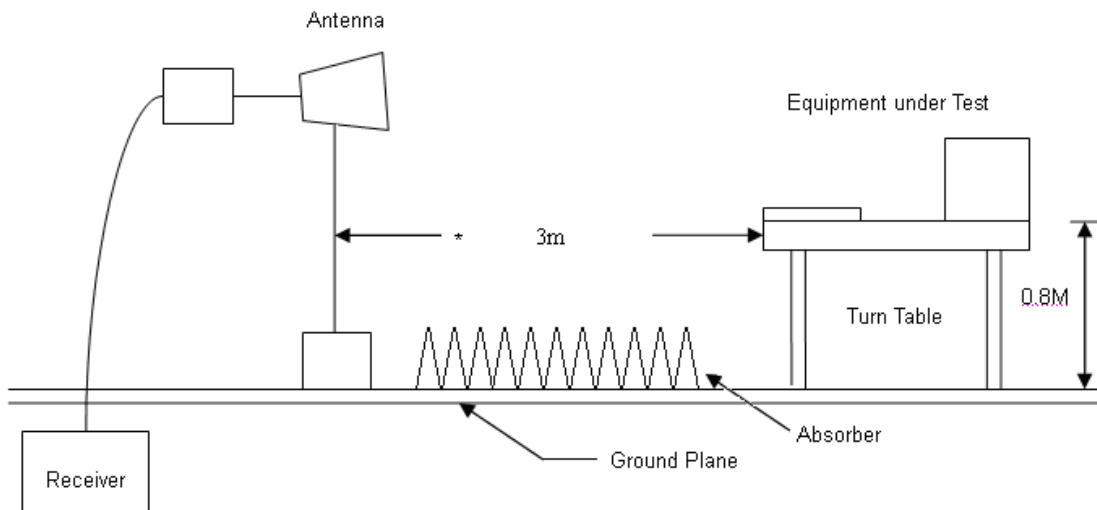 Antenna
Equipment under Test
* 3m
0.8M
Turn Table
Absorber
Ground Plane
Receiver